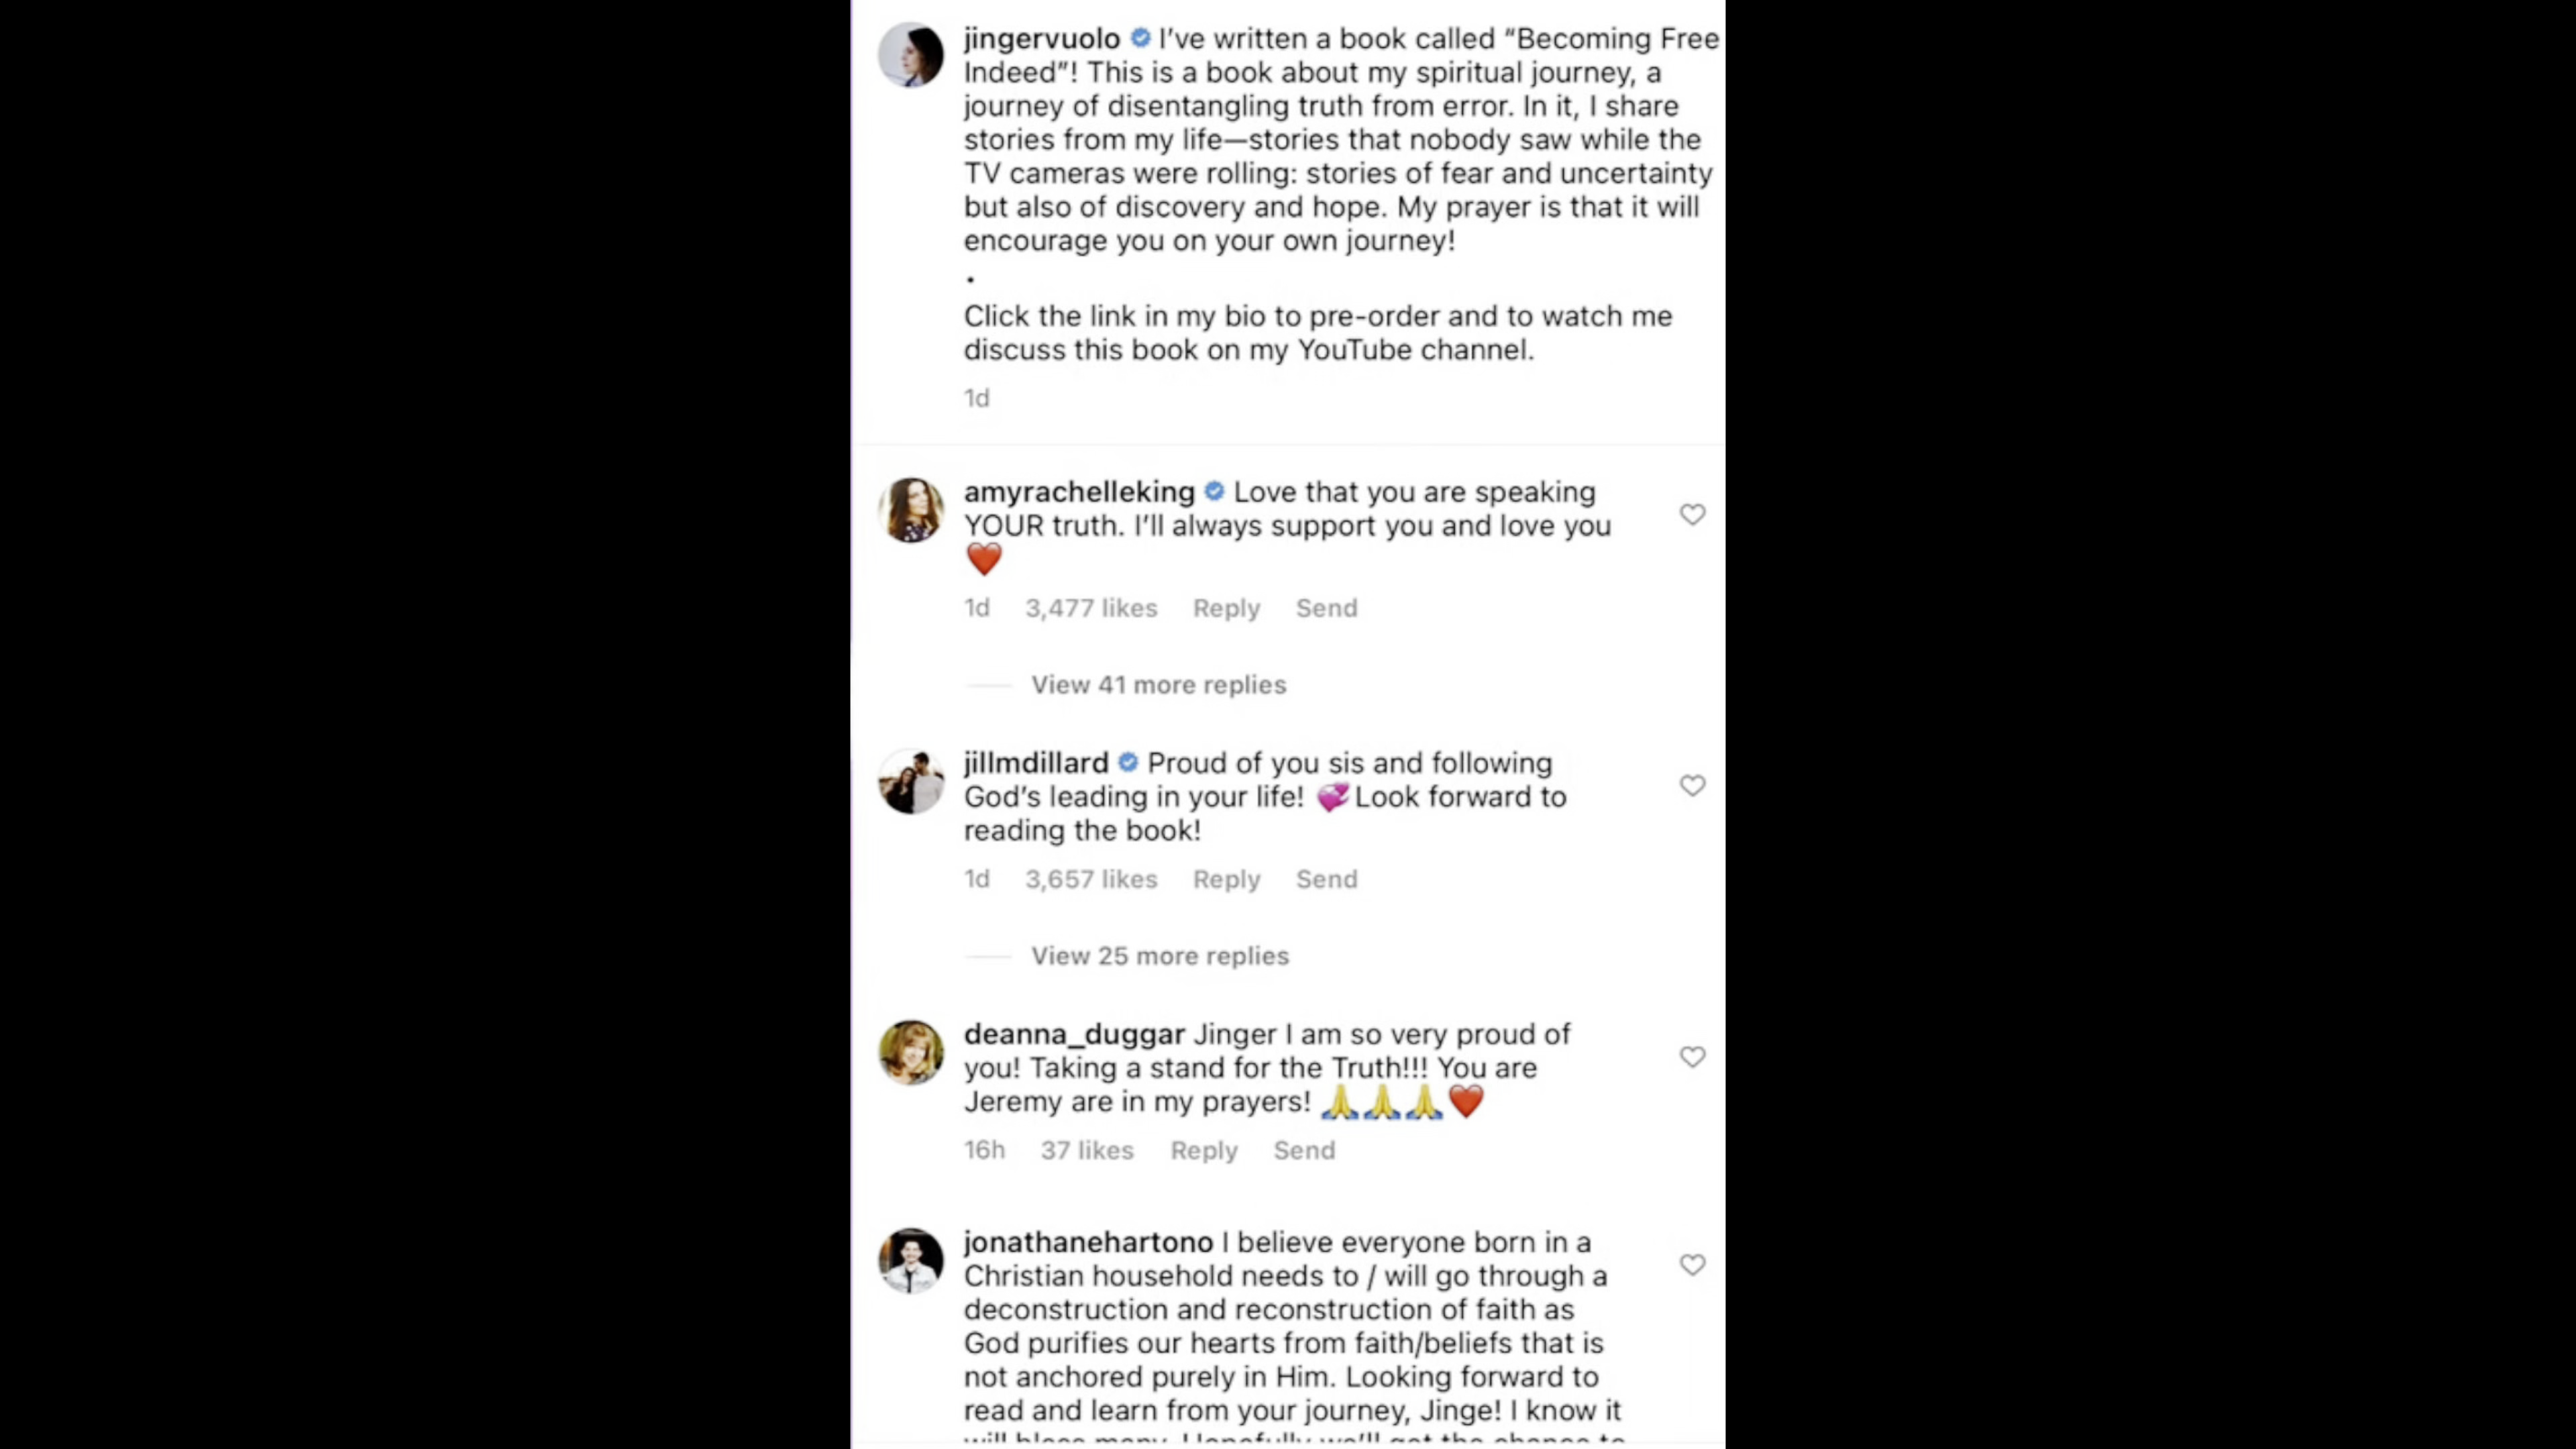 jingervuolo I've written a book called “Becoming Free
Indeed”! This is a book about my spiritual journey, a
journey of disentangling truth from error. In it, I share
stories from my life—stories that nobody saw while the
TV cameras were rolling: stories of fear and uncertainty
but also of discovery and hope. My prayer is that it will
encourage you on your own journey!
.
Click the link in my bio to pre-order and to watch me
discuss this book on my YouTube channel.
1d
amyrachelleking Love that you are speaking
YOUR truth. I'll always support you and love you
❤️
1d 3,477 likes Reply Send
View 41 more replies
jillmdillard Proud of you sis and following
God's leading in your life! 💞Look forward to
reading the book!
1d 3,657 likes Reply Send
View 25 more replies
deanna_duggar Jinger I am so very proud of
you! Taking a stand for the Truth!!! You are
Jeremy are in my prayers! 🙏🙏🙏❤️
16h 37 likes Reply Send
jonathanehartono I believe everyone born in a
Christian household needs to / will go through a
deconstruction and reconstruction of faith as
God purifies our hearts from faith/beliefs that is
not anchored purely in Him. Looking forward to
read and learn from your journey, Jinge! I know it
will bless many. Hopefully we'll get the chance to